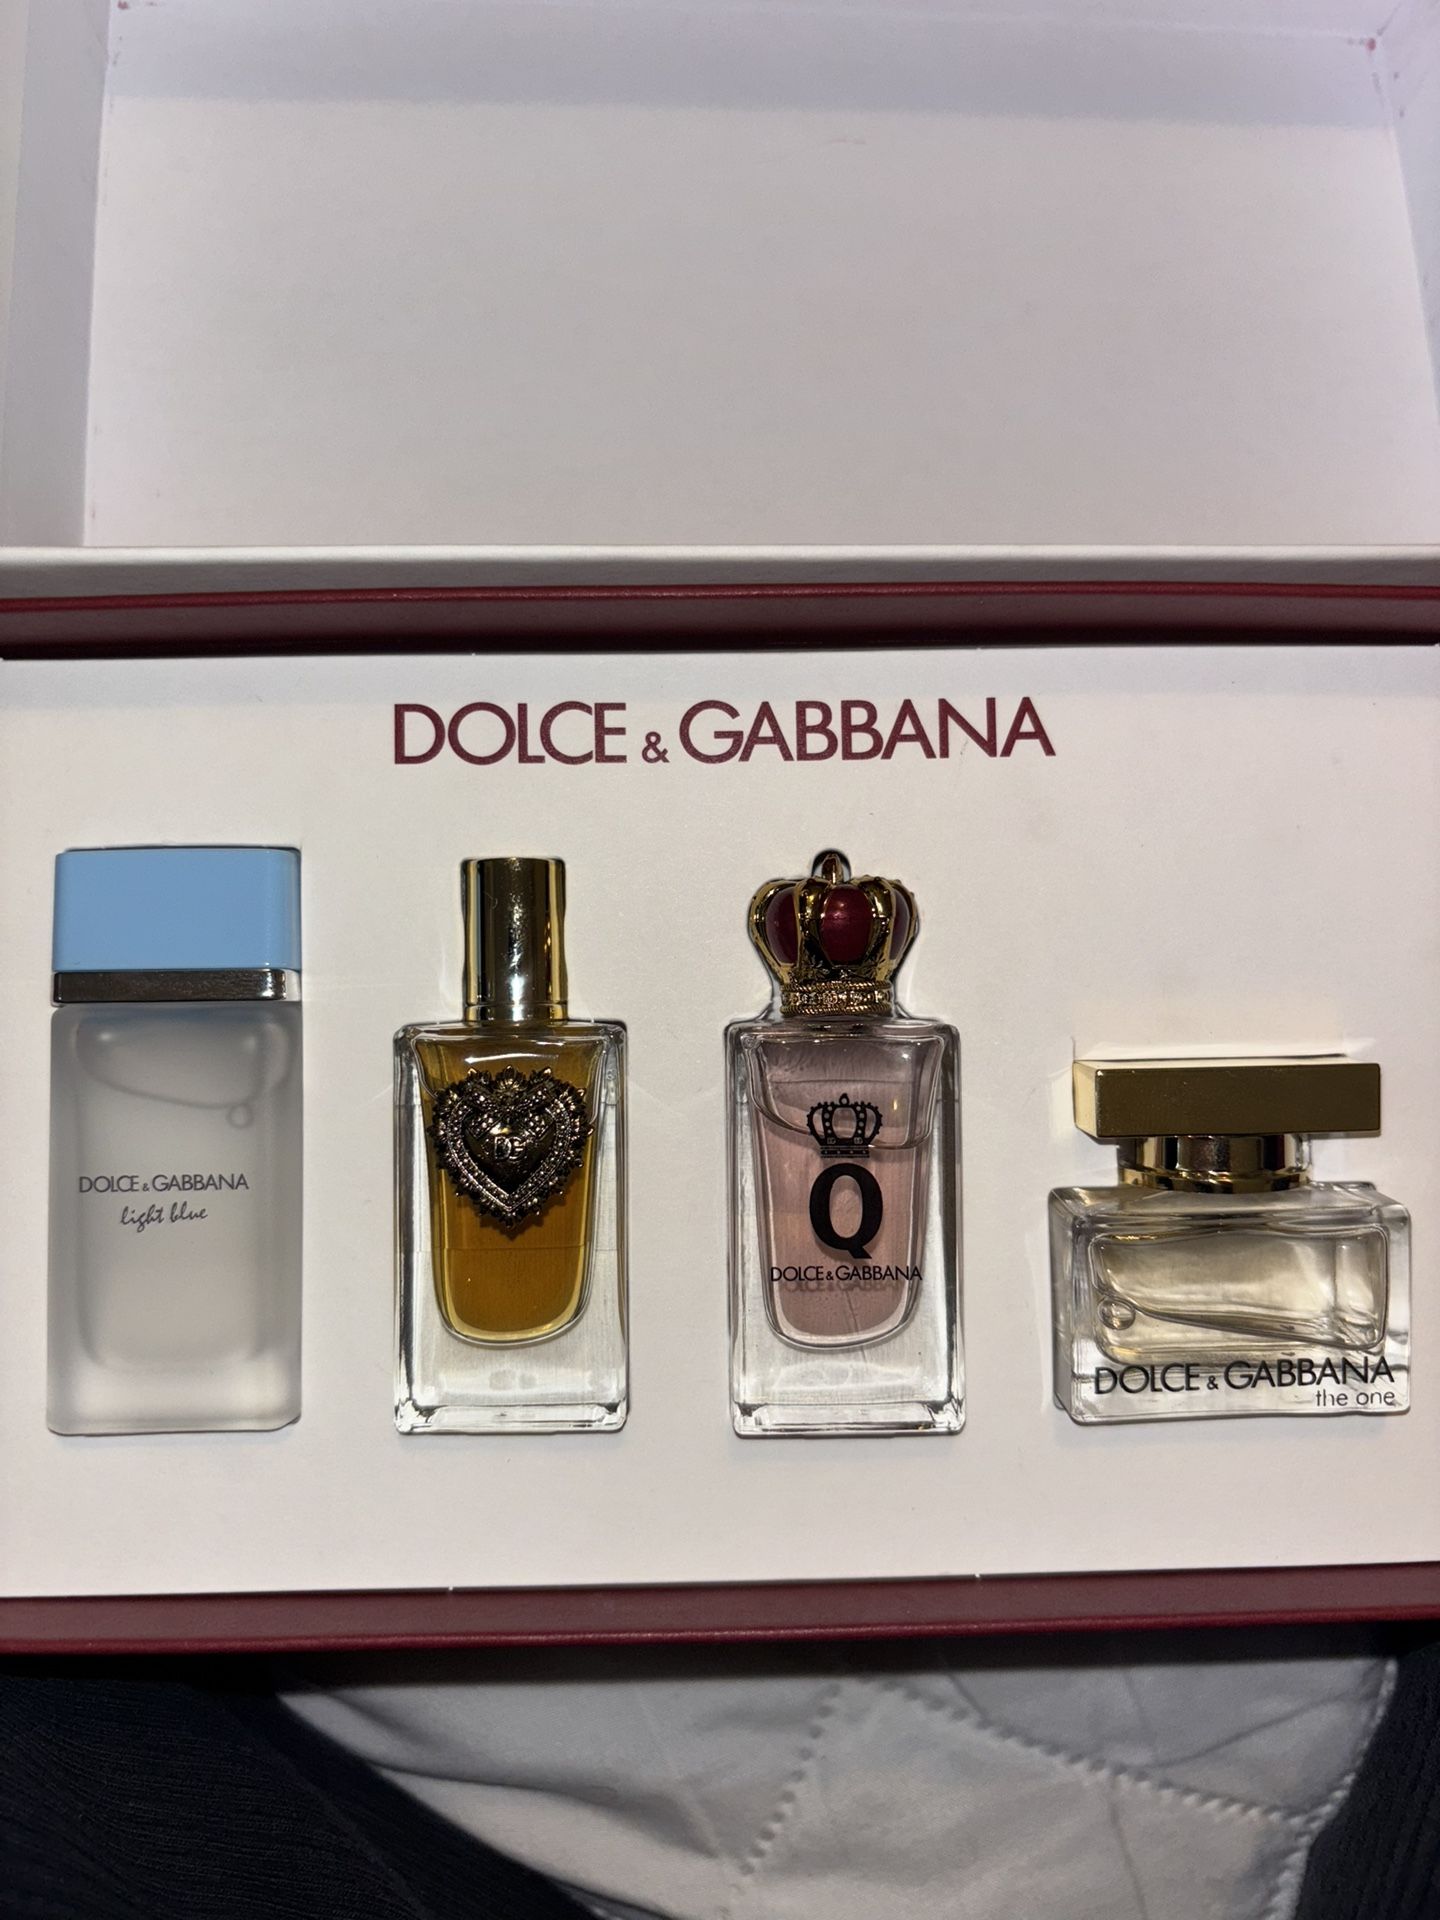 DOLCE & GABBANA
DOLCE & GABBANA
light blue
DG
Q
DOLCE & GABBANA
DOLCE & GABBANA
the one